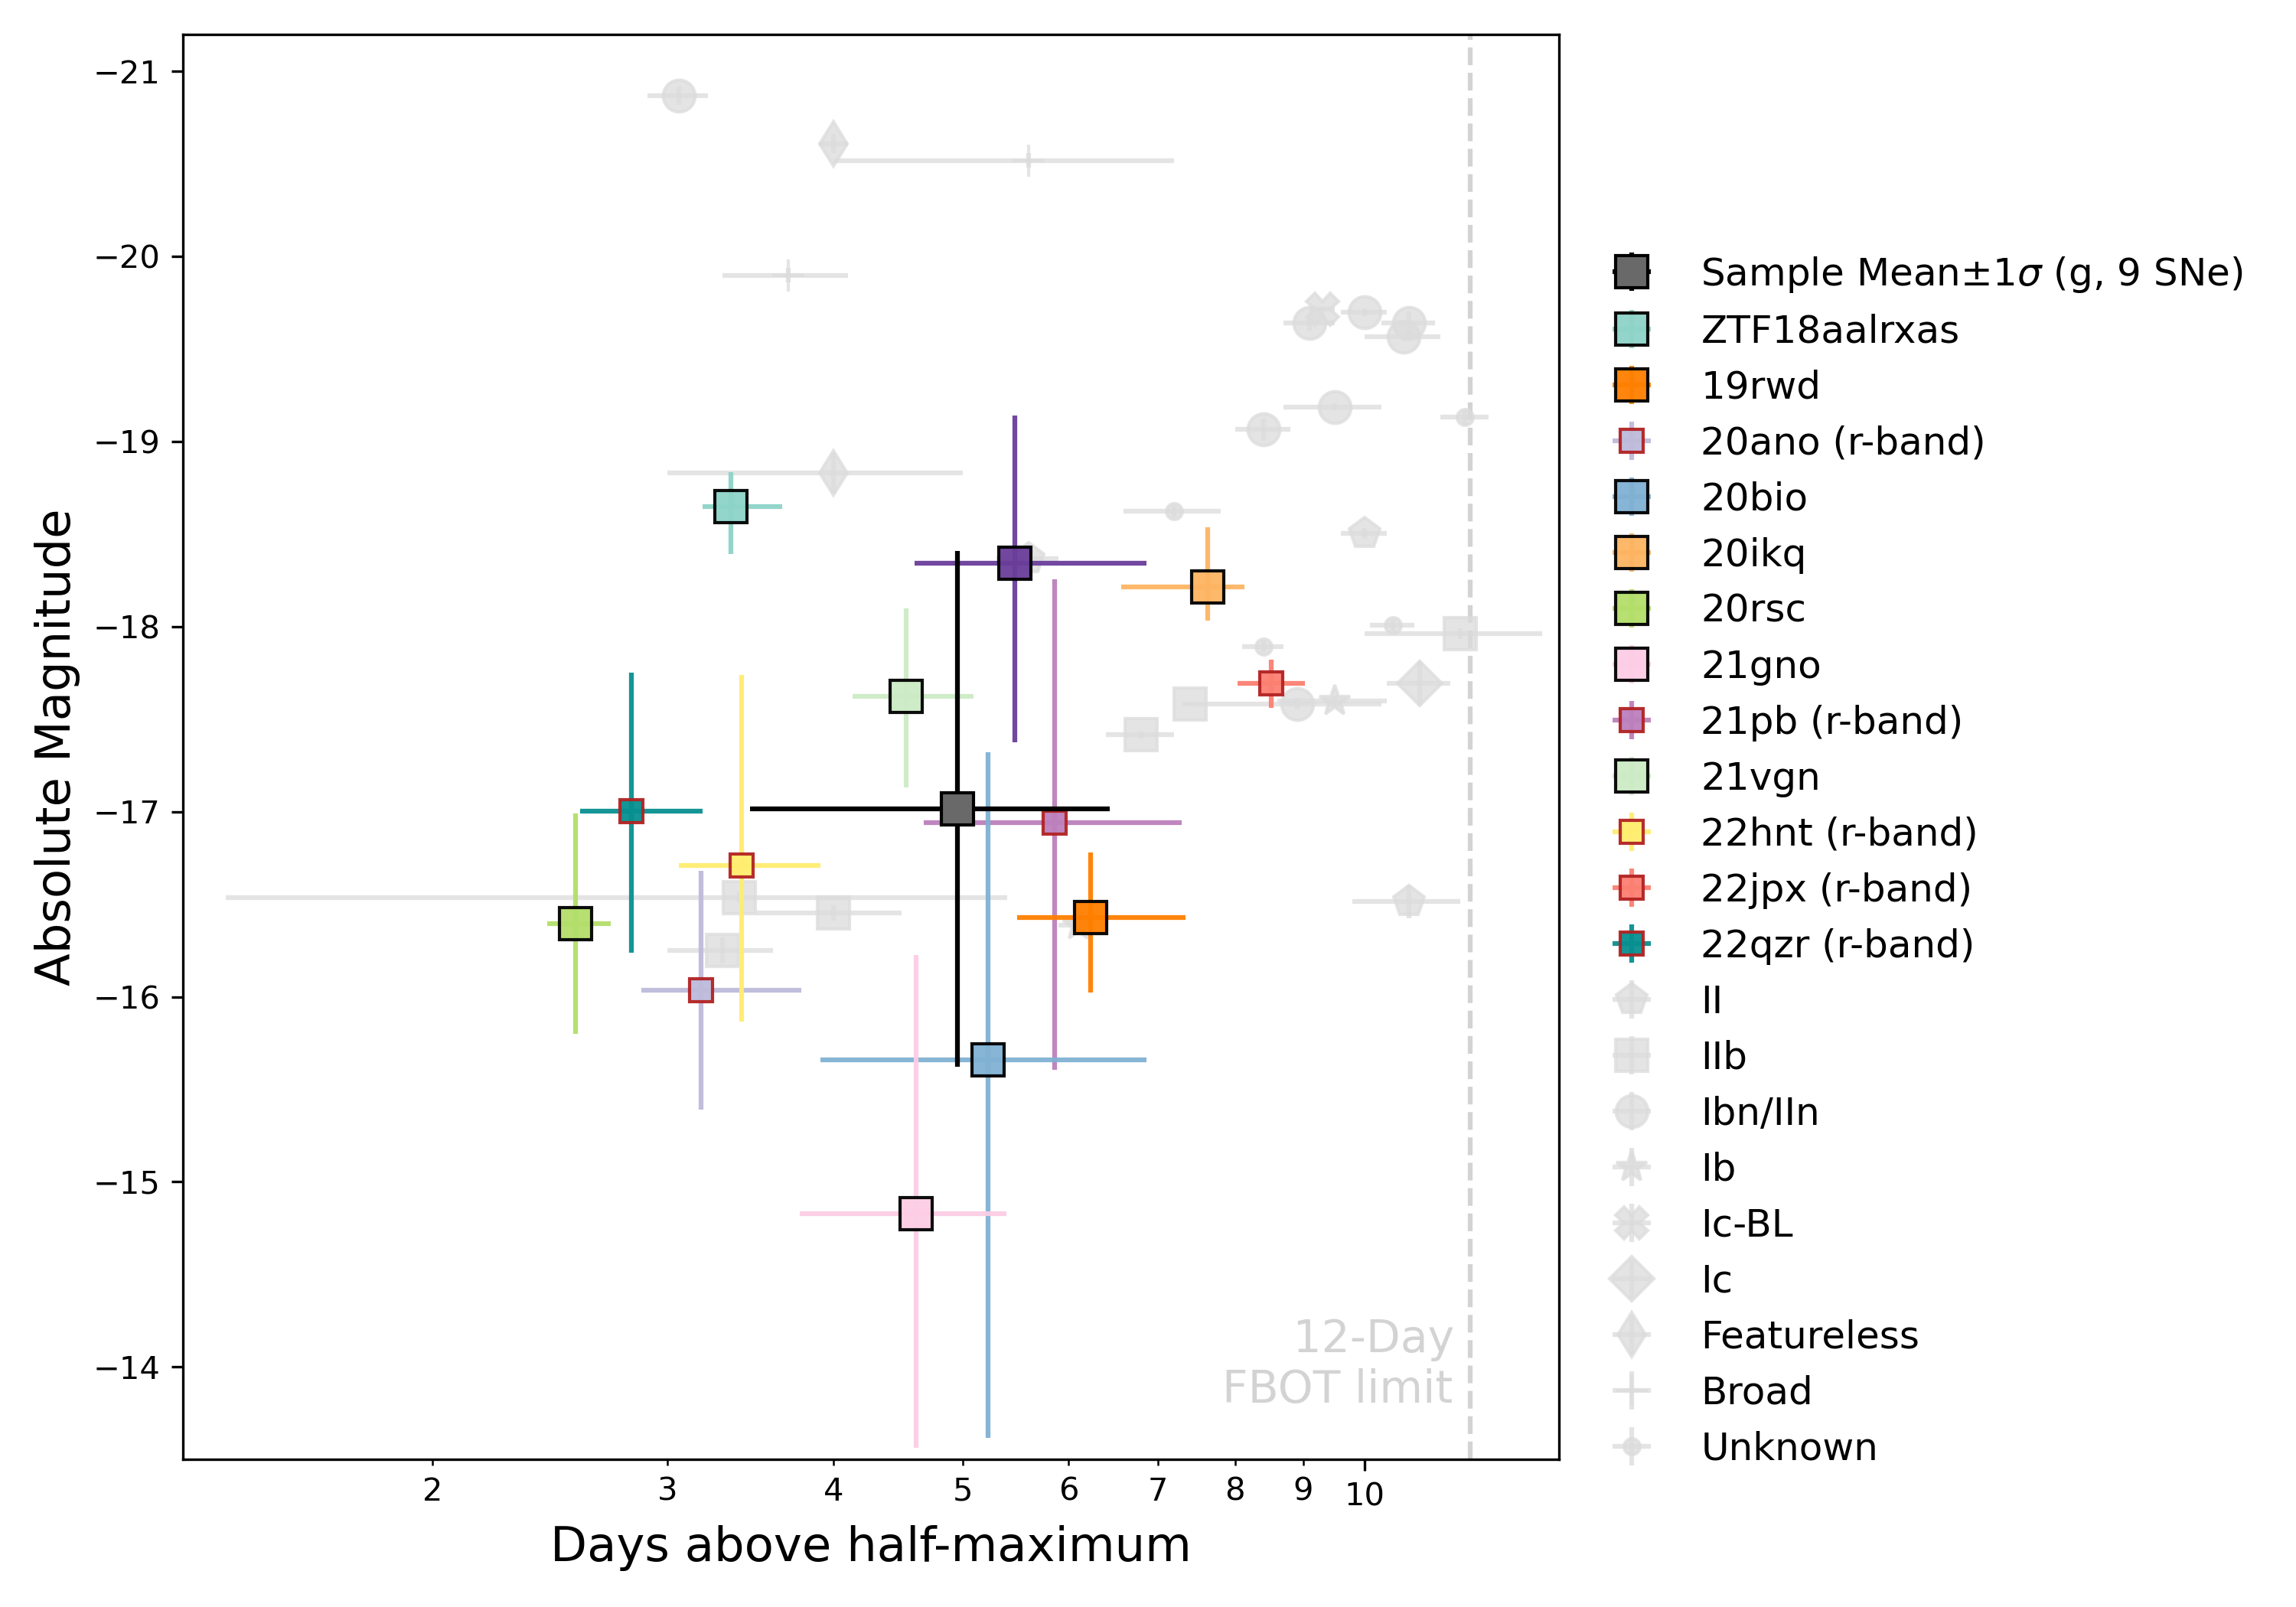 −21
−20
−19
−18
−17
−16
−15
−14
Absolute Magnitude
2
3
4
5
6
7
8
9
10
Days above half-maximum
12-Day
FBOT limit
Sample Mean±1σ (g, 9 SNe)
ZTF18aalrxas
19rwd
20ano (r-band)
20bio
20ikq
20rsc
21gno
21pb (r-band)
21vgn
22hnt (r-band)
22jpx (r-band)
22qzr (r-band)
II
IIb
Ibn/IIn
Ib
Ic-BL
Ic
Featureless
Broad
Unknown